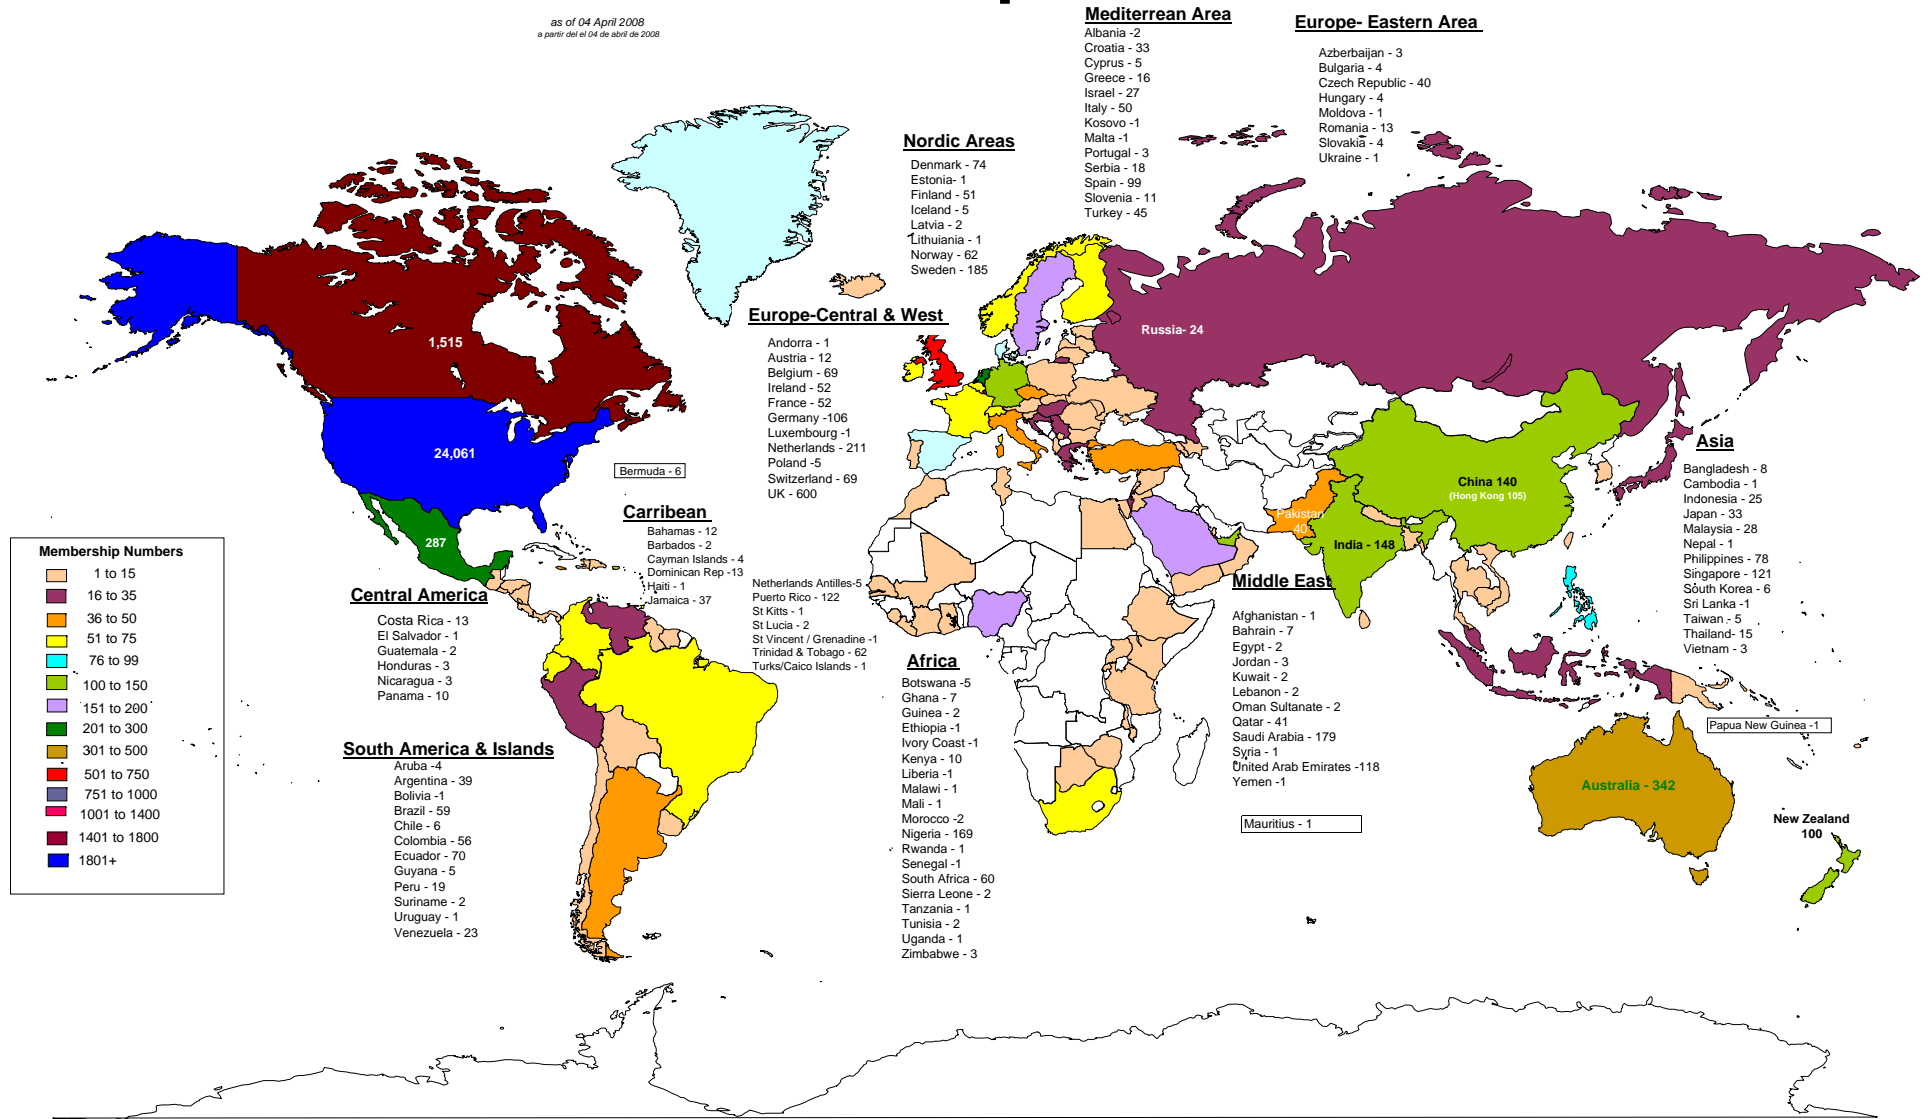 as of 04 April 2008
a partir del el 04 de abril de 2008
Mediterrean Area
Albania -2
Croatia - 33
Cyprus - 5
Greece - 16
Israel - 27
Italy - 50
Kosovo -1
Malta -1
Portugal - 3
Serbia - 18
Spain - 99
Slovenia - 11
Turkey - 45
Europe- Eastern Area
Azberbaijan - 3
Bulgaria - 4
Czech Republic - 40
Hungary - 4
Moldova - 1
Romania - 13
Slovakia - 4
Ukraine - 1
Nordic Areas
Denmark - 74
Estonia- 1
Finland - 51
Iceland - 5
Latvia - 2
Lithuiania - 1
Norway - 62
Sweden - 185
Europe-Central & West
Andorra - 1
Austria - 12
Belgium - 69
Ireland - 52
France - 52
Germany -106
Luxembourg -1
Netherlands - 211
Poland -5
Switzerland - 69
UK - 600
Russia- 24
1,515
24,061
287
Bermuda - 6
China 140
(Hong Kong 105)
Pakistan
40
India - 148
Asia
Bangladesh - 8
Cambodia - 1
Indonesia - 25
Japan - 33
Malaysia - 28
Nepal - 1
Philippines - 78
Singapore - 121
South Korea - 6
Sri Lanka -1
Taiwan - 5
Thailand- 15
Vietnam - 3
Carribean
Bahamas - 12
Barbados - 2
Cayman Islands - 4
Dominican Rep -13
Haiti - 1
Jamaica - 37
Netherlands Antilles-5
Puerto Rico - 122
St Kitts - 1
St Lucia - 2
St Vincent / Grenadine -1
Trinidad & Tobago - 62
Turks/Caico Islands - 1
Membership Numbers
1 to 15
16 to 35
36 to 50
51 to 75
76 to 99
100 to 150
151 to 200
201 to 300
301 to 500
501 to 750
751 to 1000
1001 to 1400
1401 to 1800
1801+
Central America
Costa Rica - 13
El Salvador - 1
Guatemala - 2
Honduras - 3
Nicaragua - 3
Panama - 10
South America & Islands
Aruba -4
Argentina - 39
Bolivia -1
Brazil - 59
Chile - 6
Colombia - 56
Ecuador - 70
Guyana - 5
Peru - 19
Suriname - 2
Uruguay - 1
Venezuela - 23
Africa
Botswana -5
Ghana - 7
Guinea - 2
Ethiopia -1
Ivory Coast -1
Kenya - 10
Liberia -1
Malawi - 1
Mali - 1
Morocco -2
Nigeria - 169
Rwanda - 1
Senegal -1
South Africa - 60
Sierra Leone - 2
Tanzania - 1
Tunisia - 2
Uganda - 1
Zimbabwe - 3
Middle East
Afghanistan - 1
Bahrain - 7
Egypt - 2
Jordan - 3
Kuwait - 2
Lebanon - 2
Oman Sultanate - 2
Qatar - 41
Saudi Arabia - 179
Syria - 1
United Arab Emirates -118
Yemen -1
Mauritius - 1
Papua New Guinea -1
Australia - 342
New Zealand
100